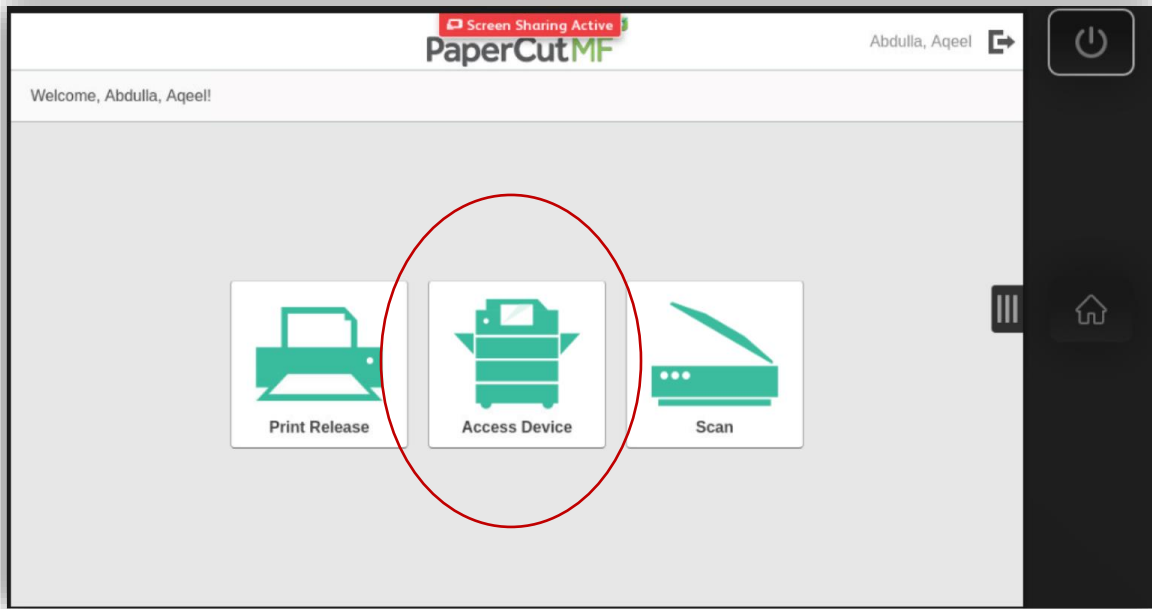 Screen Sharing Active
PaperCutMF
Abdulla, Aqeel
Welcome, Abdulla, Aqeel!
Print Release
Access Device
Scan